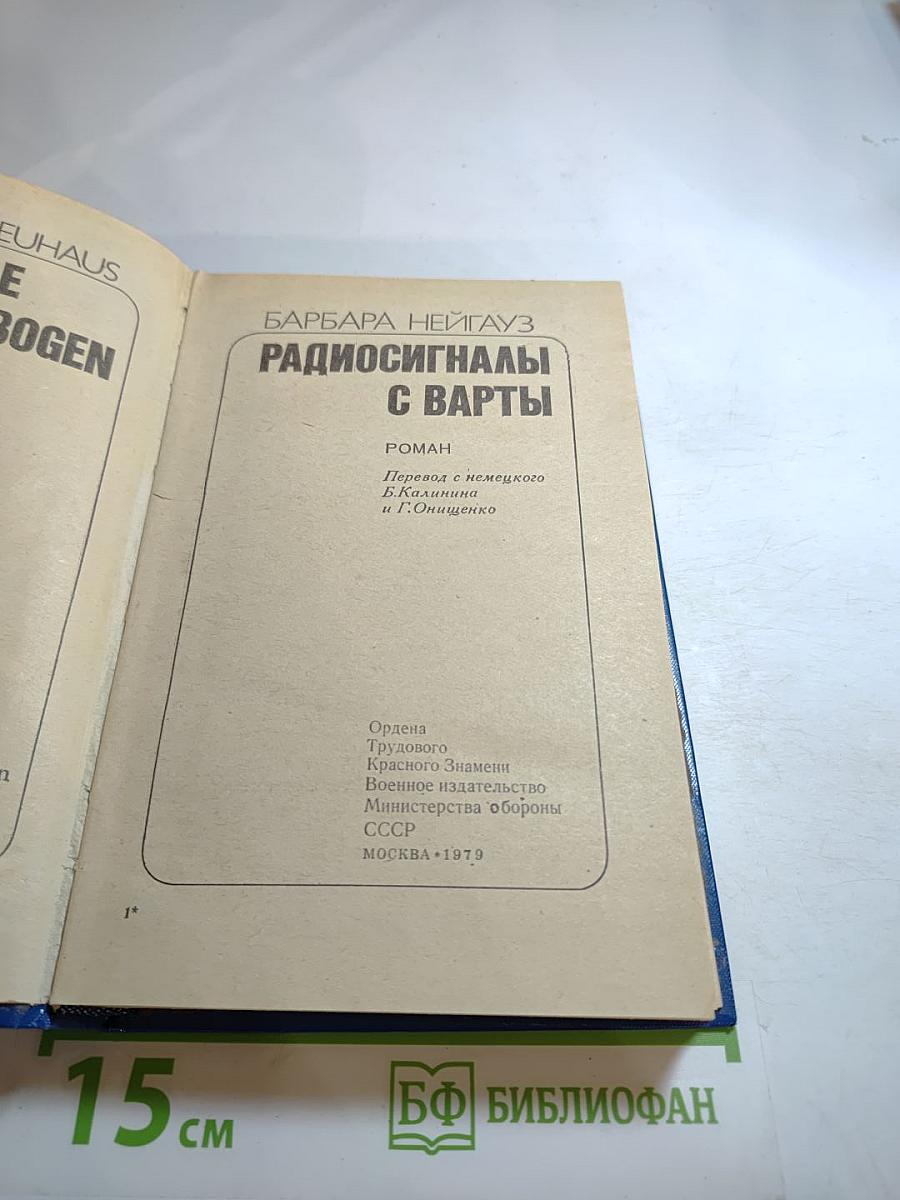 EUHAUS
E
BOGEN
n
БАРБАРА НЕЙГАУЗ
РАДИОСИГНАЛЫ
С ВАРТЫ
РОМАН
Перевод с немецкого
Б.Калинина
и Г.Онищенко
Ордена
Трудового
Красного Знамени
Военное издательство
Министерства обороны
СССР
МОСКВА • 1979
1*
15 см
БФ БИБЛИОФАН